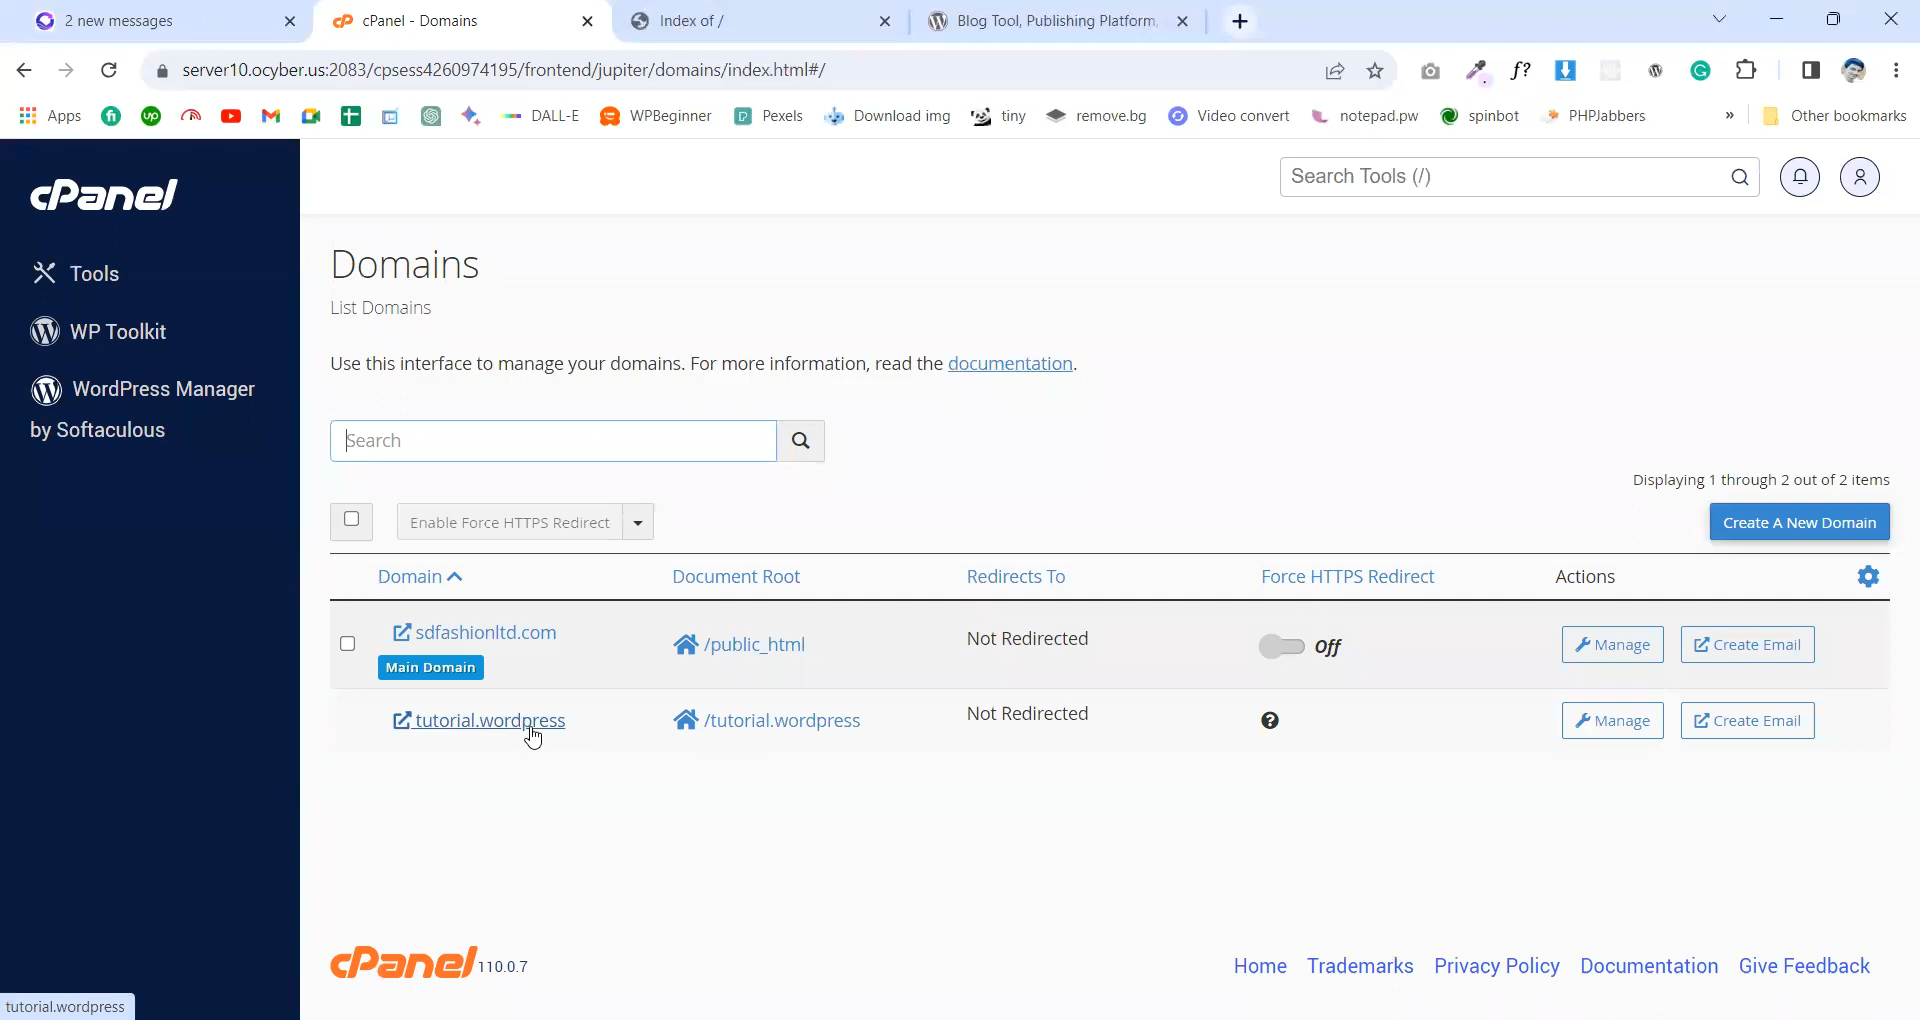 2 new messages
cPanel - Domains
Index of /
Blog Tool, Publishing Platform,
server10.ocyber.us:2083/cpsess4260974195/frontend/jupiter/domains/index.html#/
f?
Apps
fi
up
DALL-E
WPBeginner
Pexels
Download img
tiny
remove.bg
Video convert
notepad.pw
spinbot
PHPJabbers
»
Other bookmarks
cPanel
Search Tools (/)
Tools
WP Toolkit
WordPress Manager
by Softaculous
Domains
List Domains
Use this interface to manage your domains. For more information, read the documentation.
Search
Displaying 1 through 2 out of 2 items
Enable Force HTTPS Redirect
Create A New Domain
Domain
Document Root
Redirects To
Force HTTPS Redirect
Actions
sdfashionltd.com
Main Domain
/public_html
Not Redirected
Off
Manage
Create Email
tutorial.wordpress
/tutorial.wordpress
Not Redirected
?
Manage
Create Email
cPanel 110.0.7
Home
Trademarks
Privacy Policy
Documentation
Give Feedback
tutorial.wordpress